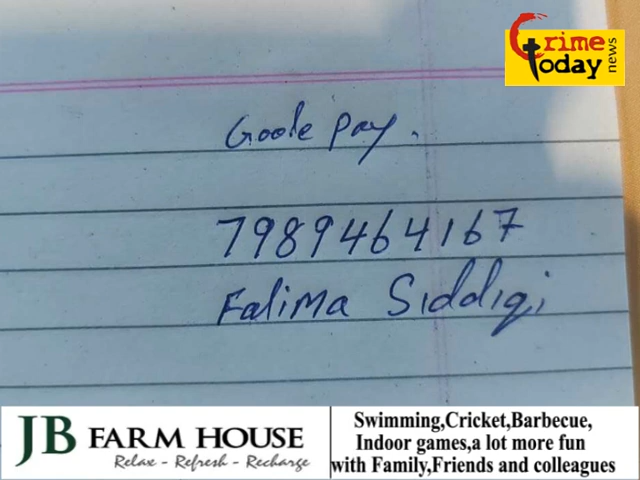 Crime
today
news
Goole pay.
7989464167
Falima Siddiqi
JB FARM HOUSE
Relax - Refresh - Recharge
Swimming,Cricket,Barbecue,
Indoor games,a lot more fun
with Family,Friends and colleagues